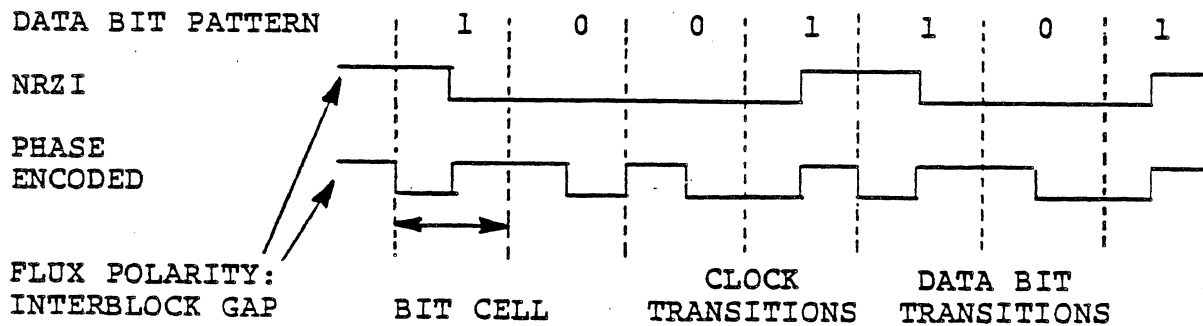 DATA BIT PATTERN 1 0 0 1 1 0 1
NRZI
PHASE
ENCODED
FLUX POLARITY:
INTERBLOCK GAP
BIT CELL
CLOCK
TRANSITIONS
DATA BIT
TRANSITIONS